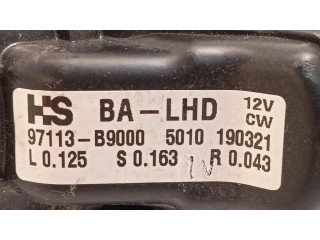 HS BA-LHD 12V CW
97113-B9000 5010 190321
L 0.125 S 0.163 R 0.043